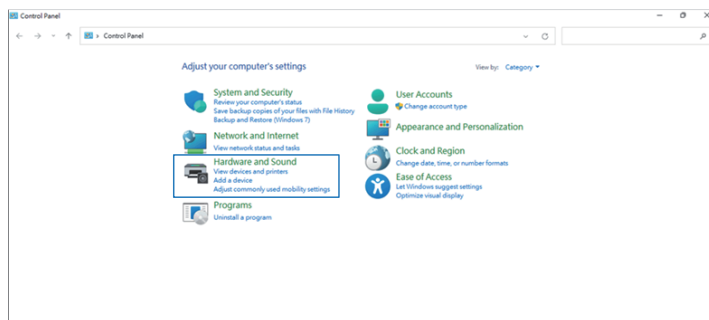 Control Panel
Control Panel
Adjust your computer's settings
View by: Category
System and Security
Review your computer's status
Save backup copies of your files with File History
Backup and Restore (Windows 7)
Network and Internet
View network status and tasks
Hardware and Sound
View devices and printers
Add a device
Adjust commonly used mobility settings
Programs
Uninstall a program
User Accounts
Change account type
Appearance and Personalization
Clock and Region
Change date, time, or number formats
Ease of Access
Let Windows suggest settings
Optimize visual display